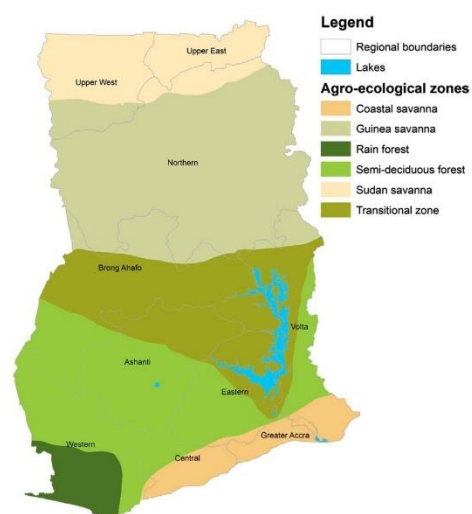 Upper East
Upper West
Northern
Brong Ahafo
Volta
Ashanti
Eastern
Western
Greater Accra
Central
Legend
Regional boundaries
Lakes
Agro-ecological zones
Coastal savanna
Guinea savanna
Rain forest
Semi-deciduous forest
Sudan savanna
Transitional zone